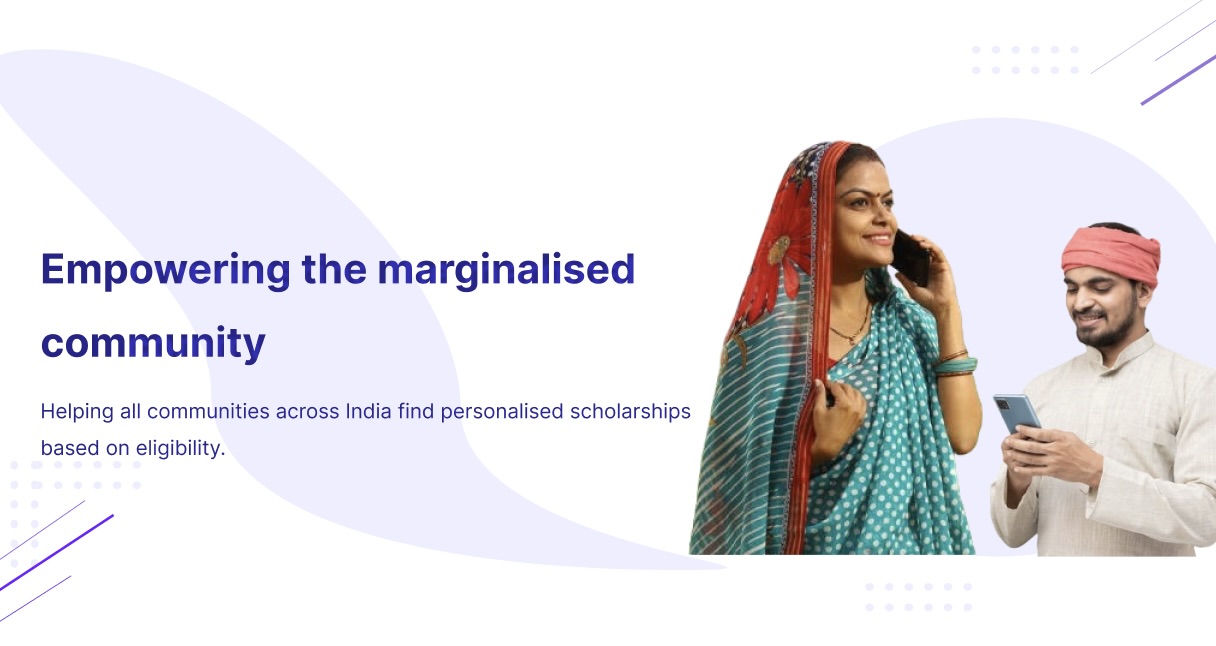 Empowering the marginalised
community
Helping all communities across India find personalised scholarships
based on eligibility.